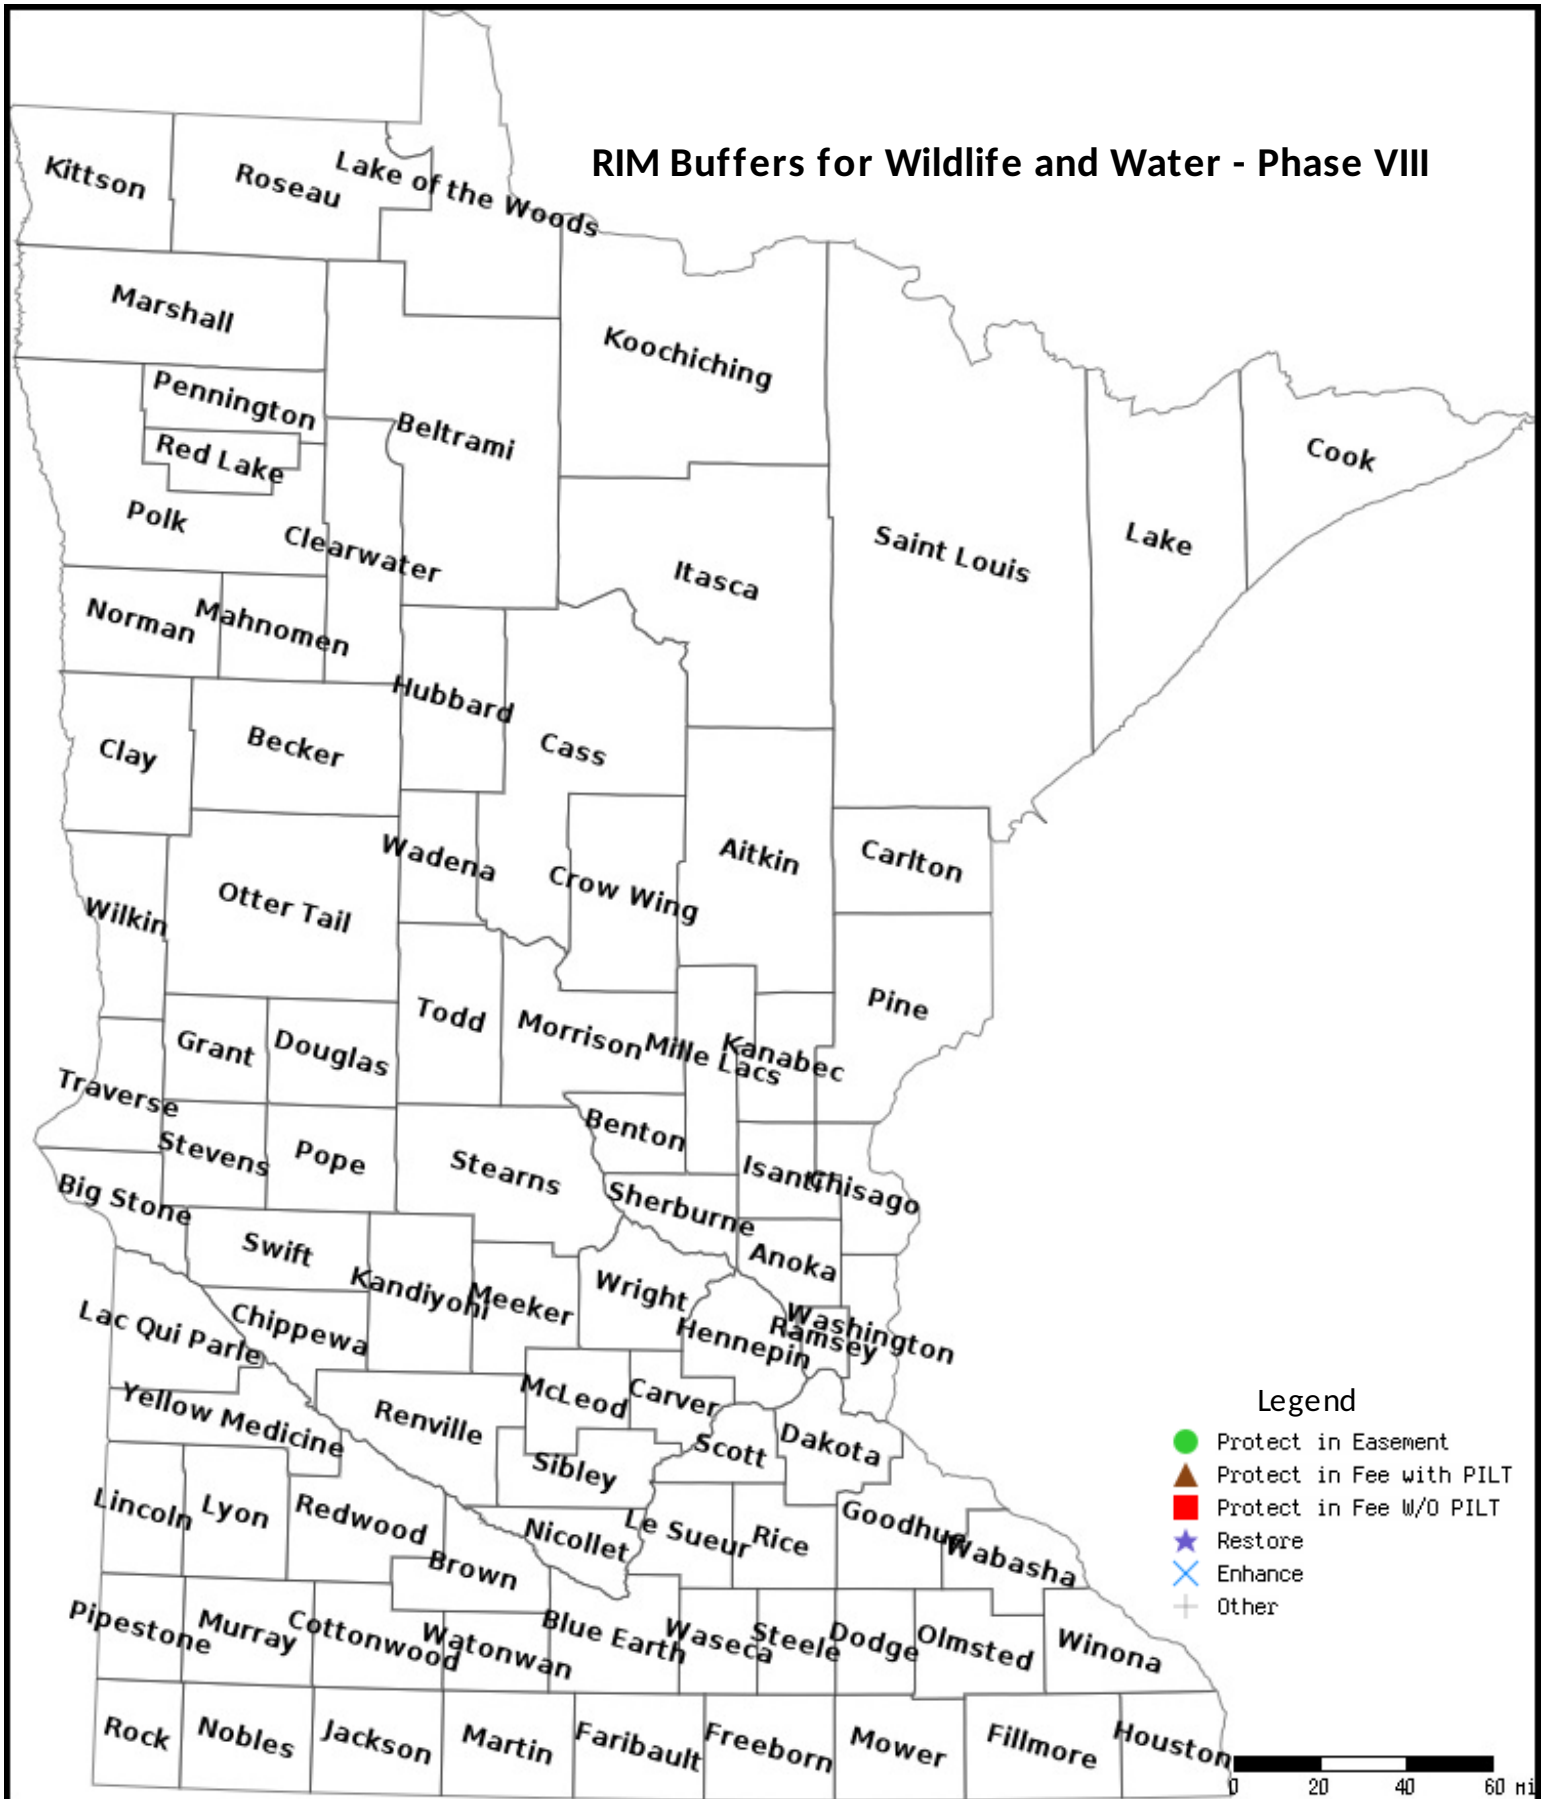 RIM Buffers for Wildlife and Water - Phase VIII
Kittson
Roseau
Lake of the Woods
Marshall
Koochiching
Pennington
Beltrami
Red Lake
Cook
Polk
Clearwater
Saint Louis
Lake
Itasca
Norman
Mahnomen
Hubbard
Clay
Becker
Cass
Wadena
Aitkin
Carlton
Crow Wing
Otter Tail
Wilkin
Pine
Todd
Morrison
Mille Lacs
Kanabec
Grant
Douglas
Traverse
Benton
Stevens
Pope
Stearns
Isanti
Chisago
Big Stone
Sherburne
Swift
Anoka
Kandiyohi
Meeker
Wright
Lac Qui Parle
Chippewa
Hennepin
Ramsey
Washington
Yellow Medicine
Renville
McLeod
Carver
Scott
Dakota
Sibley
Lincoln
Lyon
Redwood
Nicollet
Le Sueur
Rice
Goodhue
Wabasha
Brown
Pipestone
Murray
Cottonwood
Watonwan
Blue Earth
Waseca
Steele
Dodge
Olmsted
Winona
Rock
Nobles
Jackson
Martin
Faribault
Freeborn
Mower
Fillmore
Houston
Legend
Protect in Easement
Protect in Fee with PILT
Protect in Fee W/O PILT
Restore
Enhance
Other
0 20 40 60 mi